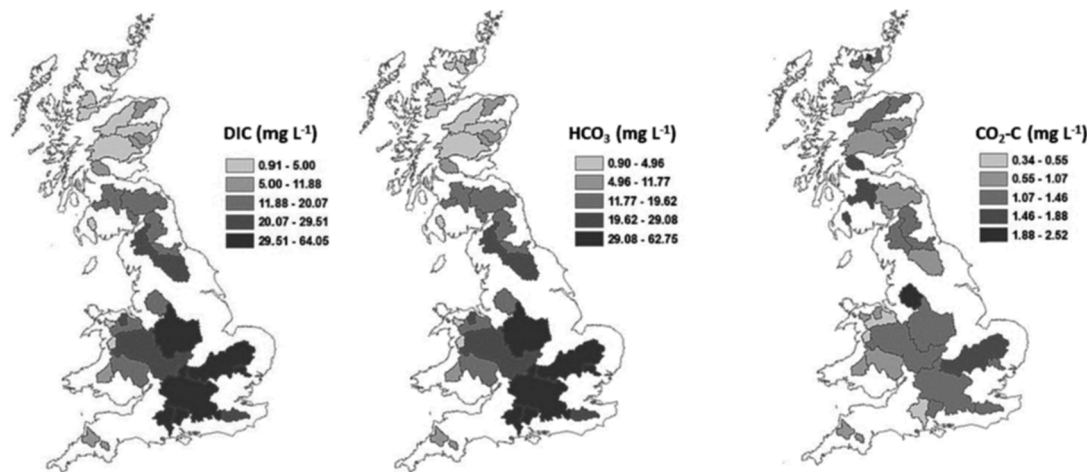 DIC (mg L⁻¹)
0.91 - 5.00
5.00 - 11.88
11.88 - 20.07
20.07 - 29.51
29.51 - 64.05
HCO₃ (mg L⁻¹)
0.90 - 4.96
4.96 - 11.77
11.77 - 19.62
19.62 - 29.08
29.08 - 62.75
CO₂-C (mg L⁻¹)
0.34 - 0.55
0.55 - 1.07
1.07 - 1.46
1.46 - 1.88
1.88 - 2.52